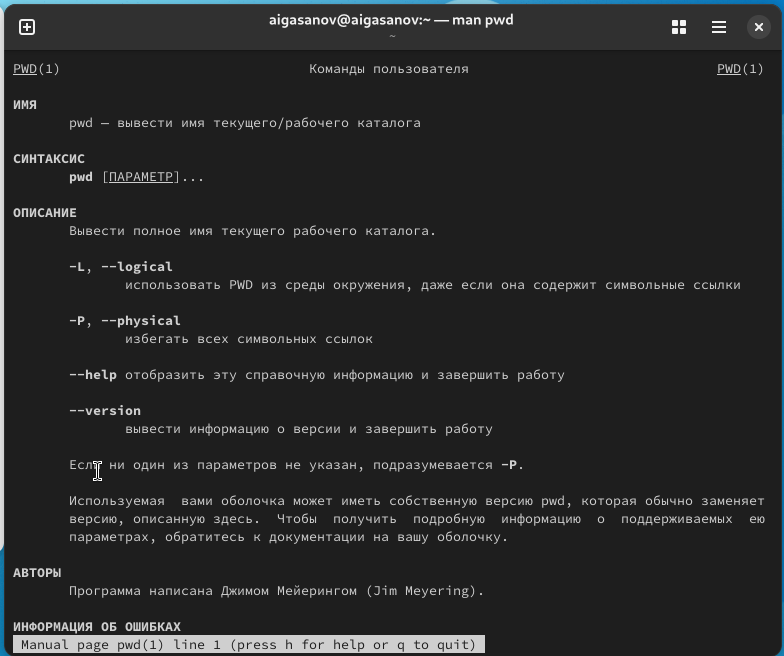 aigasanov@aigasanov:~ — man pwd
~
PWD(1) Команды пользователя PWD(1)
ИМЯ
pwd — вывести имя текущего/рабочего каталога
СИНТАКСИС
pwd [ПАРАМЕТР]...
ОПИСАНИЕ
Вывести полное имя текущего рабочего каталога.
-L, --logical
использовать PWD из среды окружения, даже если она содержит символьные ссылки
-P, --physical
избегать всех символьных ссылок
--help отобразить эту справочную информацию и завершить работу
--version
вывести информацию о версии и завершить работу
Если ни один из параметров не указан, подразумевается -P.
Используемая вами оболочка может иметь собственную версию pwd, которая обычно заменяет
версию, описанную здесь. Чтобы получить подробную информацию о поддерживаемых ею
параметрах, обратитесь к документации на вашу оболочку.
АВТОРЫ
Программа написана Джимом Мейерингом (Jim Meyering).
ИНФОРМАЦИЯ ОБ ОШИБКАХ
Manual page pwd(1) line 1 (press h for help or q to quit)